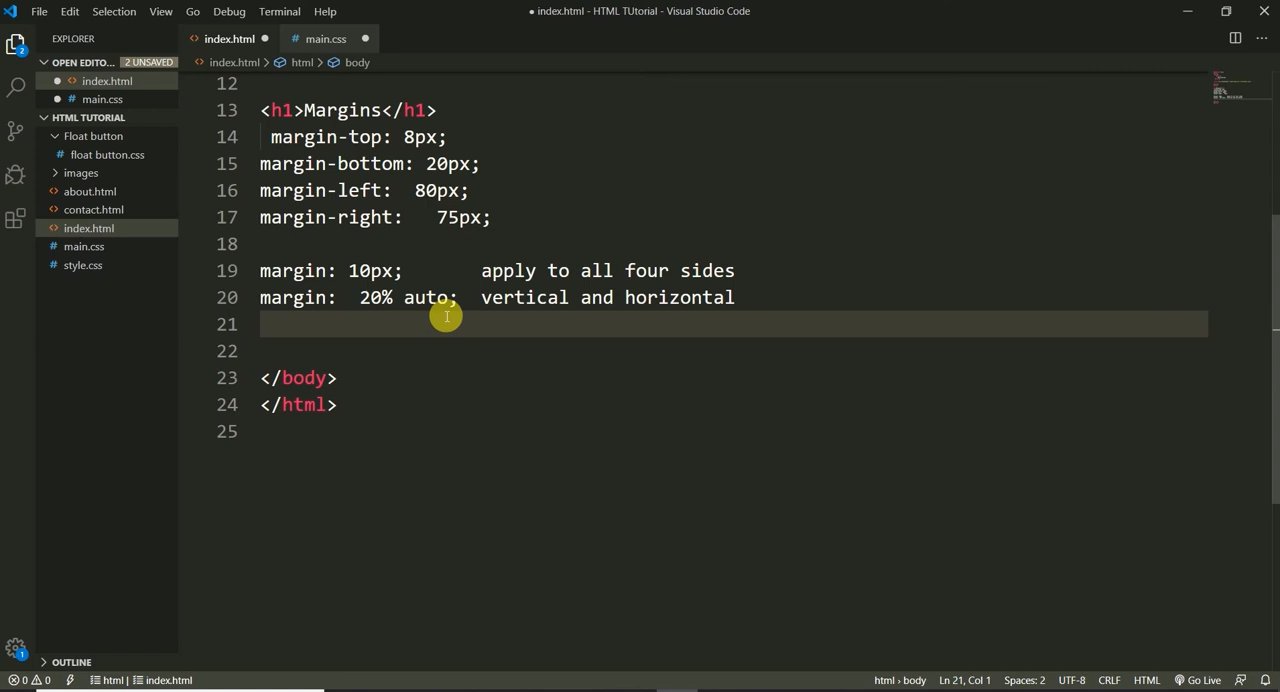 File Edit Selection View Go Debug Terminal Help
● index.html - HTML TUtorial - Visual Studio Code
EXPLORER
OPEN EDITO... 2 UNSAVED
index.html
main.css
HTML TUTORIAL
Float button
float button.css
images
about.html
contact.html
index.html
main.css
style.css
OUTLINE
2
1
index.html
main.css
index.html > html > body
12
13 <h1>Margins</h1>
14 margin-top: 8px;
15 margin-bottom: 20px;
16 margin-left: 80px;
17 margin-right: 75px;
18
19 margin: 10px; apply to all four sides
20 margin: 20% auto; vertical and horizontal
21
22
23 </body>
24 </html>
25
0 0 html | index.html
html › body Ln 21, Col 1 Spaces: 2 UTF-8 CRLF HTML Go Live